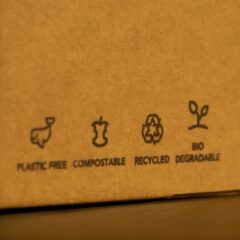 PLASTIC FREE COMPOSTABLE RECYCLED BIO
DEGRADABLE